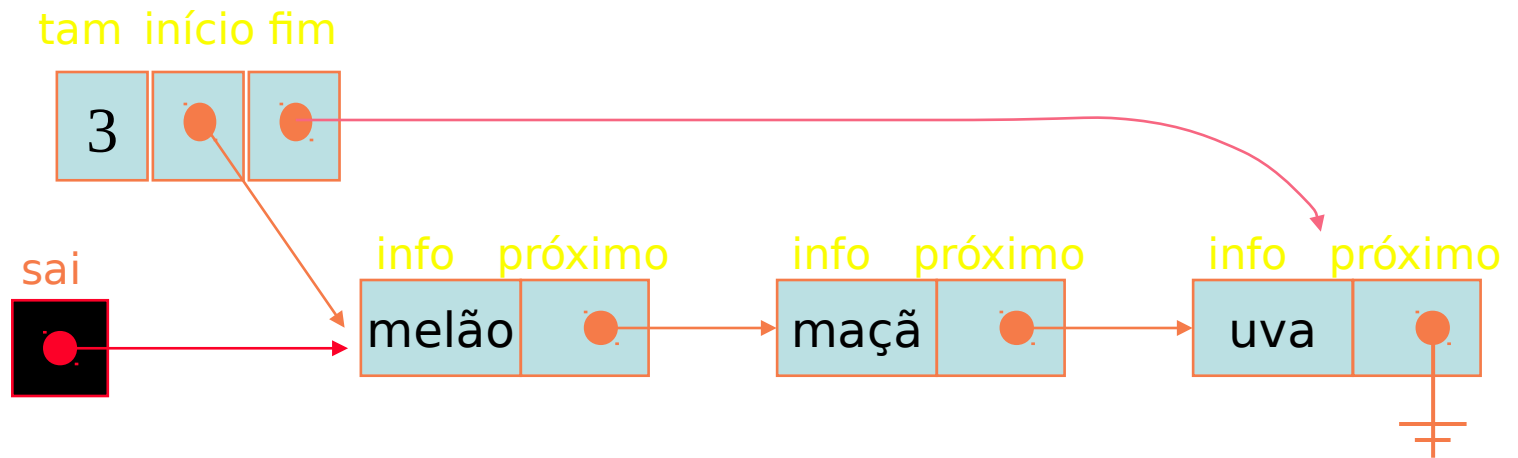 tam início fim
3
sai
info próximo info próximo info próximo
melão maçã uva